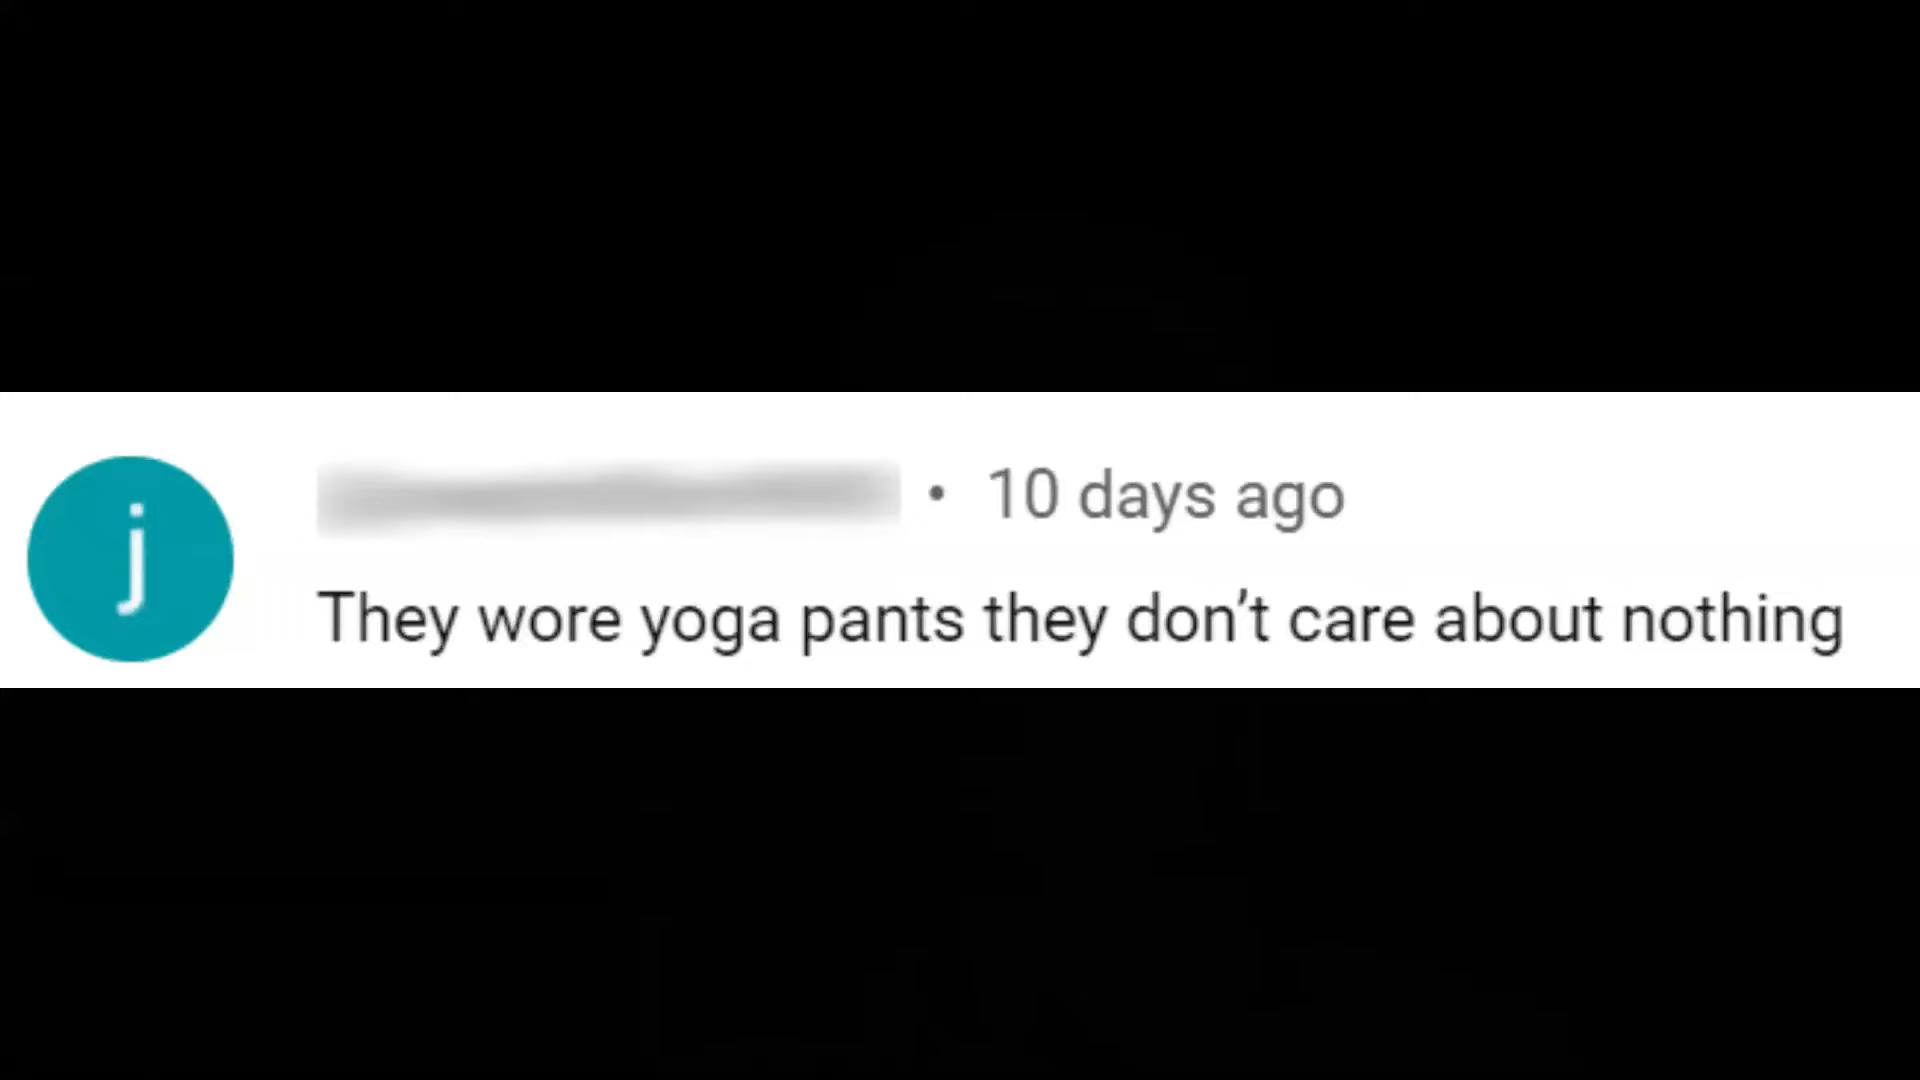 j
• 10 days ago
They wore yoga pants they don’t care about nothing